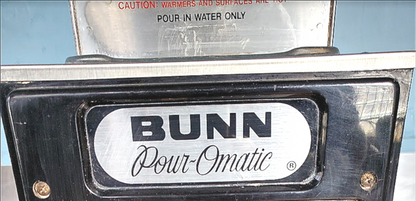 CAUTION: WARMERS AND SURFACES ARE HOT
POUR IN WATER ONLY
BUNN
Pour-Omatic ®